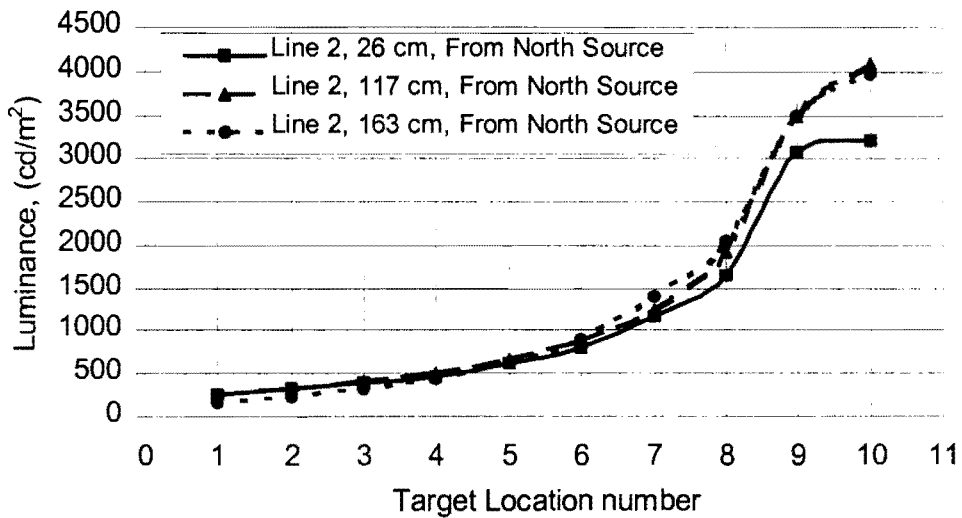 4500
4000
3500
3000
2500
2000
1500
1000
500
0
Luminance, (cd/m²)
Line 2, 26 cm, From North Source
Line 2, 117 cm, From North Source
Line 2, 163 cm, From North Source
0 1 2 3 4 5 6 7 8 9 10 11
Target Location number